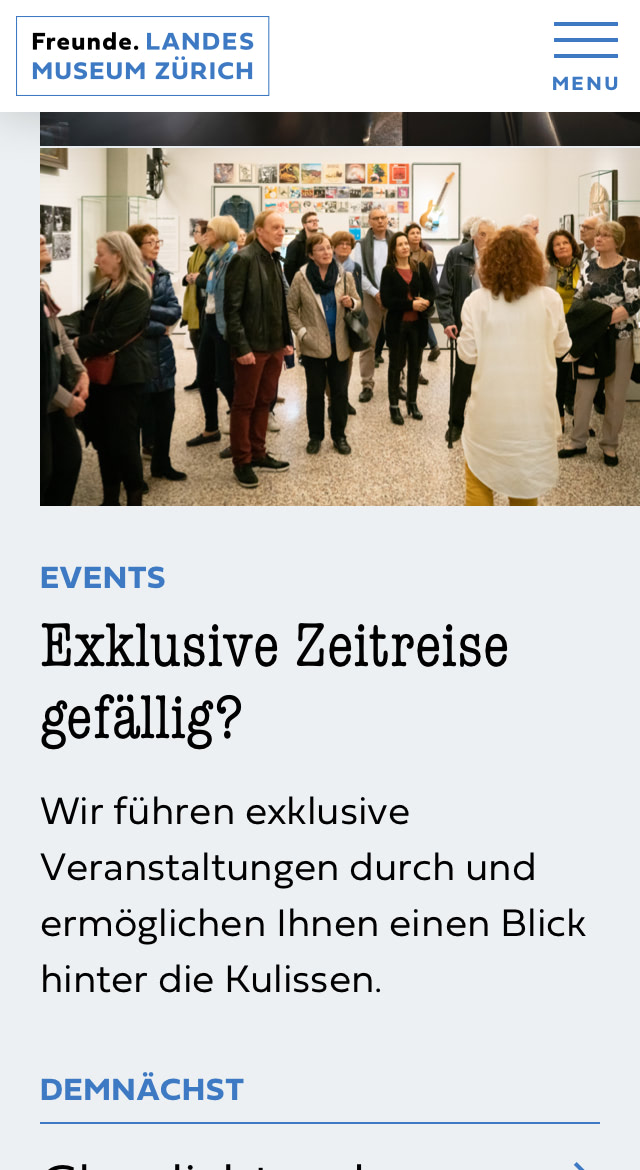 Freunde. LANDES
MUSEUM ZÜRICH
MENU
EVENTS
Exklusive Zeitreise
gefällig?
Wir führen exklusive
Veranstaltungen durch und
ermöglichen Ihnen einen Blick
hinter die Kulissen.
DEMNÄCHST